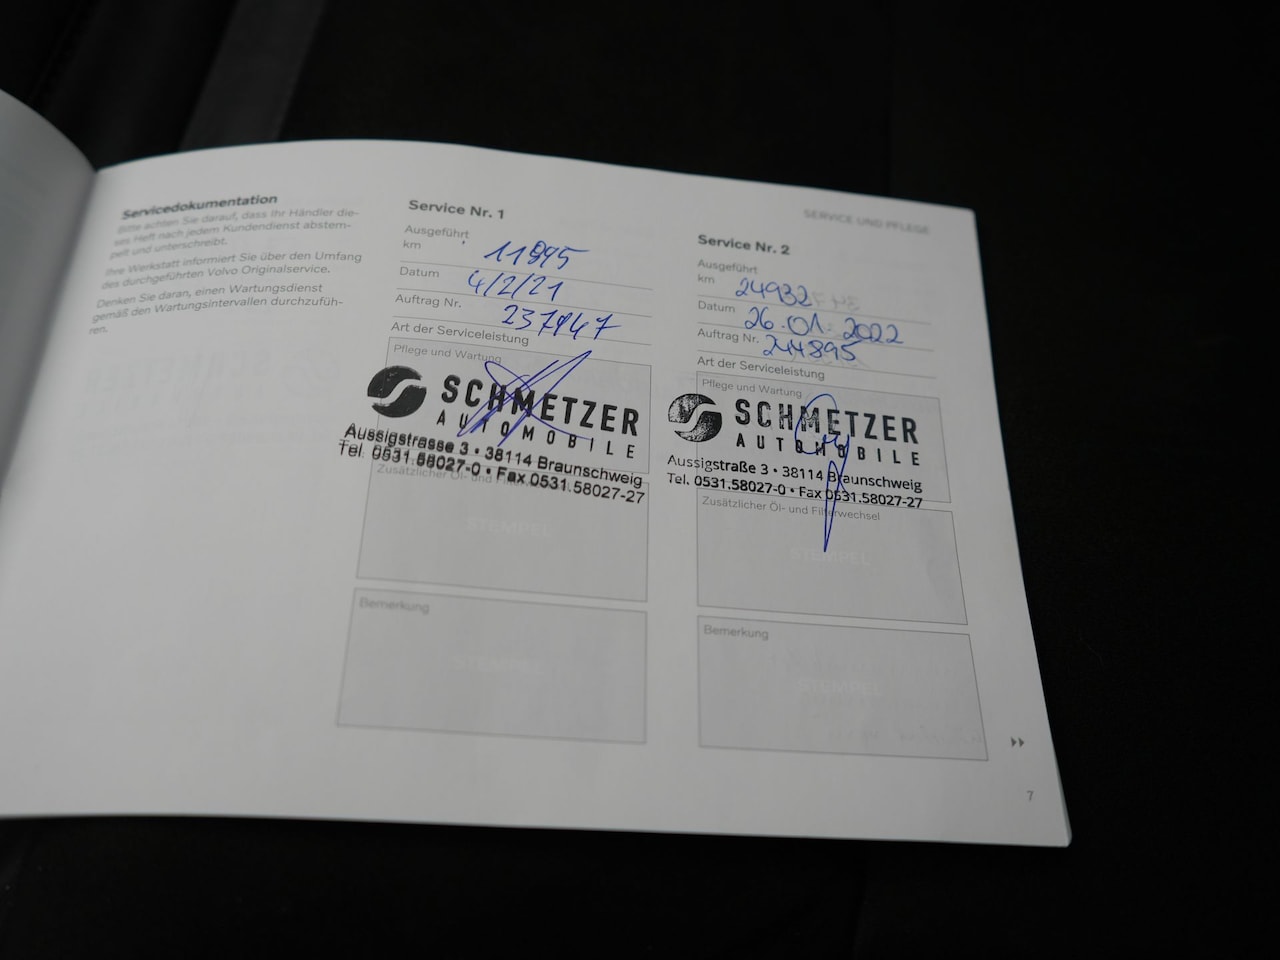 Servicedokumentation
Bitte achten Sie darauf, dass Ihr Händler die-
ses Heft nach jedem Kundendienst abstem-
pelt und unterschreibt.
Ihre Werkstatt informiert Sie über den Umfang
des durchgeführten Volvo Originalservice.
Denken Sie daran, einen Wartungsdienst
gemäß den Wartungsintervallen durchzufüh-
ren.
Service Nr. 1
Ausgeführt
km 11895
Datum 4/2/21
Auftrag Nr. 237947
Art der Serviceleistung
Pflege und Wartung
SCHMETZER
AUTOMOBILE
Aussigstrasse 3 • 38114 Braunschweig
Tel. 0531.58027-0 • Fax 0531.58027-27
Zusätzlicher Öl- und Filterwechsel
STEMPEL
Bemerkung
STEMPEL
SERVICE UND PFLEGE
Service Nr. 2
Ausgeführt
km 24932
Datum 26.01.2022
Auftrag Nr. 244895
Art der Serviceleistung
Pflege und Wartung
SCHMETZER
AUTOMOBILE
Aussigstraße 3 • 38114 Braunschweig
Tel. 0531.58027-0 • Fax 0531.58027-27
Zusätzlicher Öl- und Filterwechsel
STEMPEL
Bemerkung
STEMPEL
7